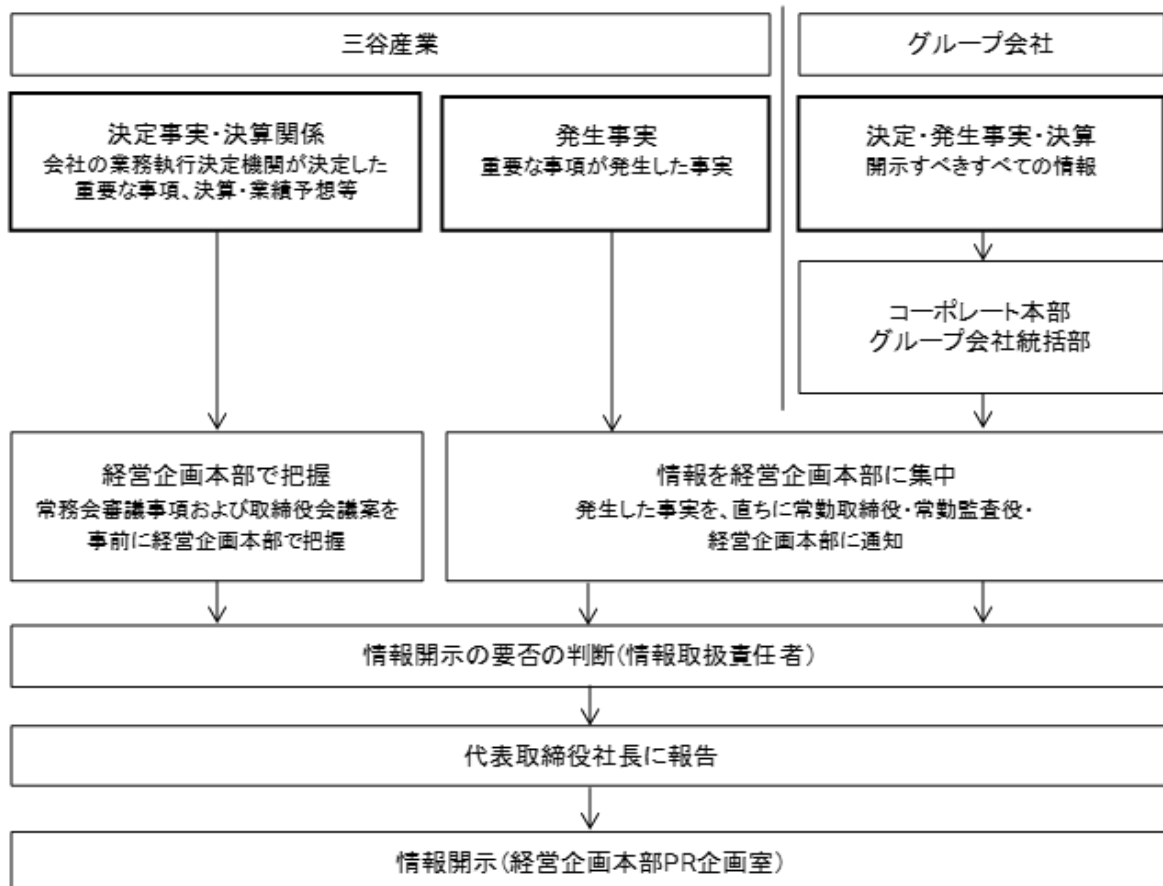 三谷産業
グループ会社
決定事実・決算関係
会社の業務執行決定機関が決定した
重要な事項、決算・業績予想等
発生事実
重要な事項が発生した事実
決定・発生事実・決算
開示すべきすべての情報
コーポレート本部
グループ会社統括部
経営企画本部で把握
常務会審議事項および取締役会議案を
事前に経営企画本部で把握
情報を経営企画本部に集中
発生した事実を、直ちに常勤取締役・常勤監査役・
経営企画本部に通知
情報開示の要否の判断(情報取扱責任者)
代表取締役社長に報告
情報開示(経営企画本部PR企画室)